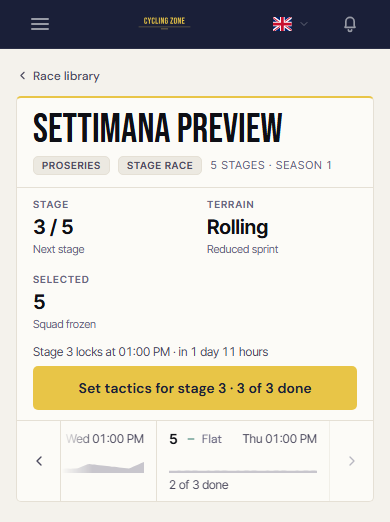 CYCLING ZONE
Race library
SETTIMANA PREVIEW
PROSERIES STAGE RACE 5 STAGES · SEASON 1
STAGE TERRAIN
3 / 5 Rolling
Next stage Reduced sprint
SELECTED
5
Squad frozen
Stage 3 locks at 01:00 PM · in 1 day 11 hours
Set tactics for stage 3 · 3 of 3 done
Wed 01:00 PM 5 – Flat Thu 01:00 PM
2 of 3 done